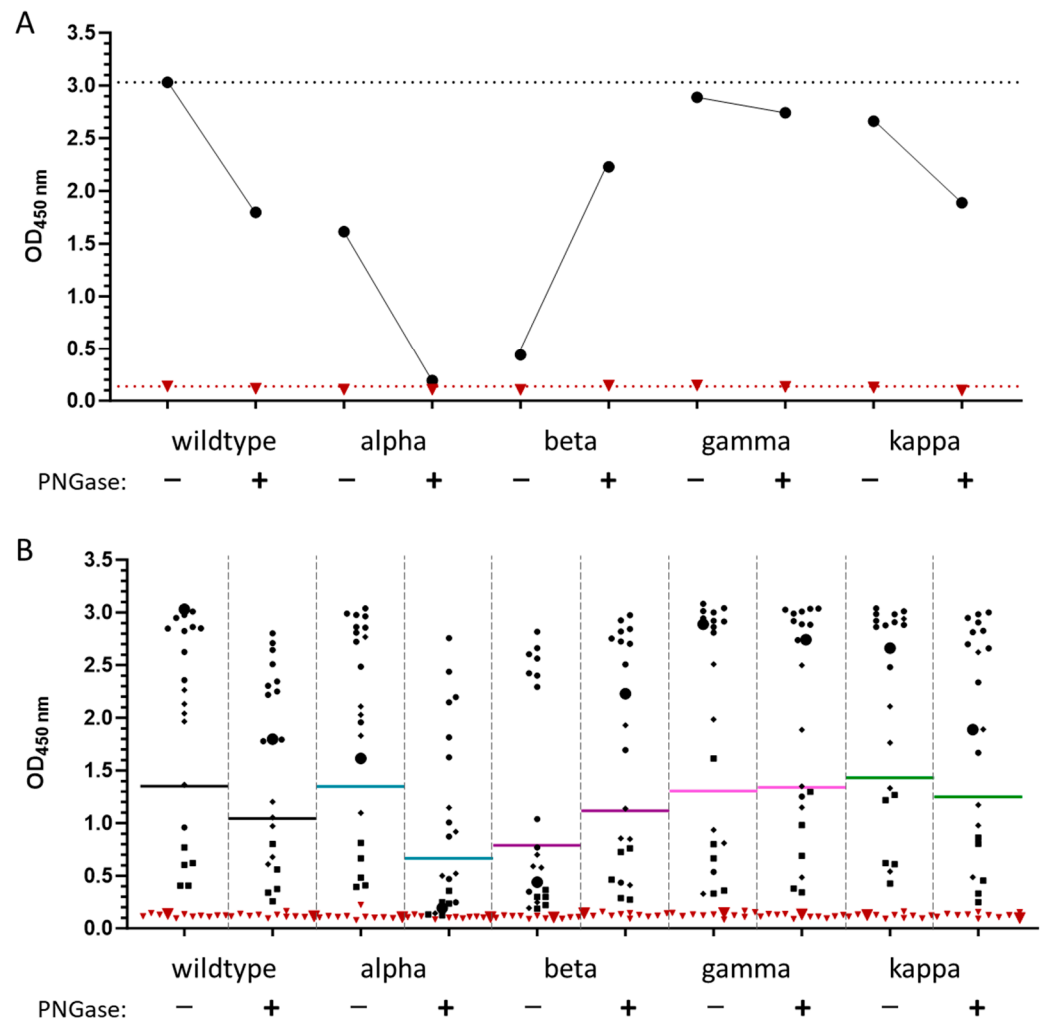 A
3.5
3.0
2.5
2.0
1.5
1.0
0.5
0.0
OD450 nm
wildtype alpha beta gamma kappa
PNGase: − + − + − + − + − +
B
3.5
3.0
2.5
2.0
1.5
1.0
0.5
0.0
OD450 nm
wildtype alpha beta gamma kappa
PNGase: − + − + − + − + − +